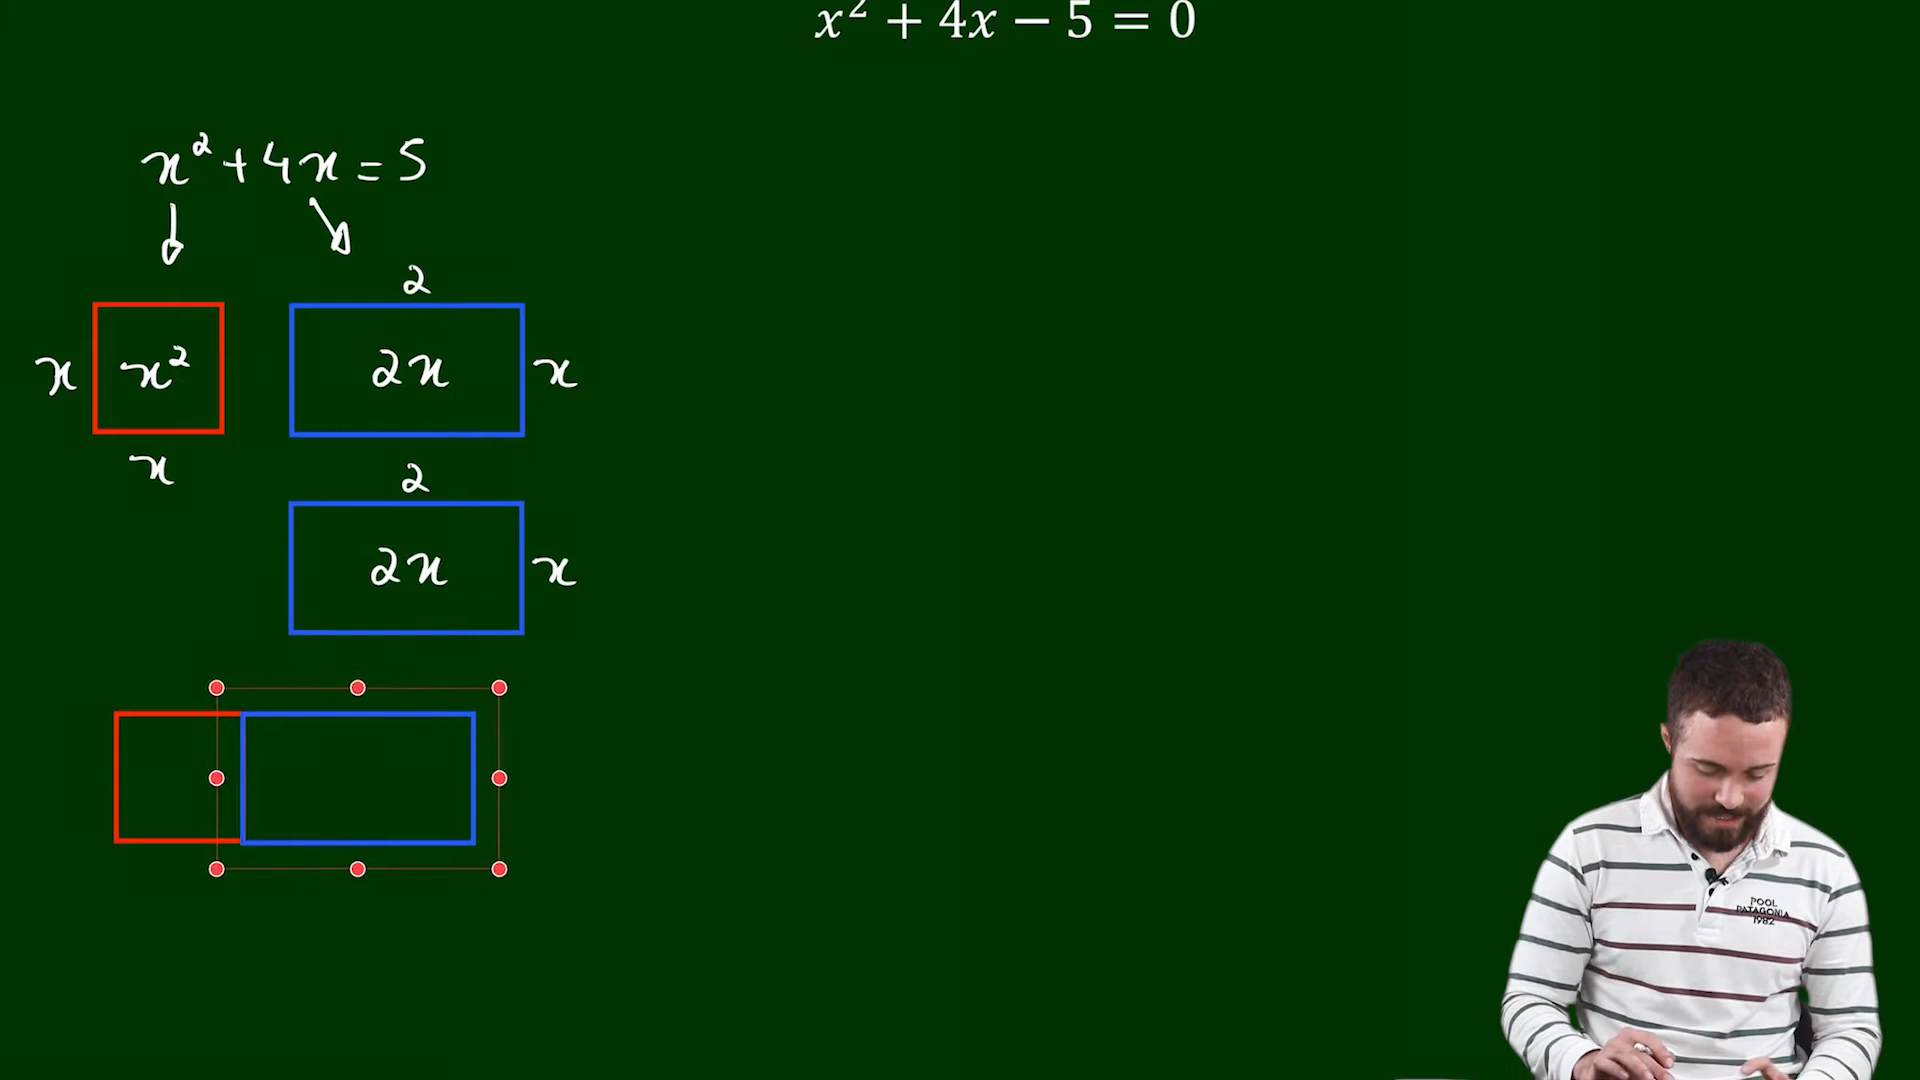 x² + 4x − 5 = 0
x² + 4x = 5
2
x x² 2x x
x
2
2x x
POOL
PATAGONIA
1982